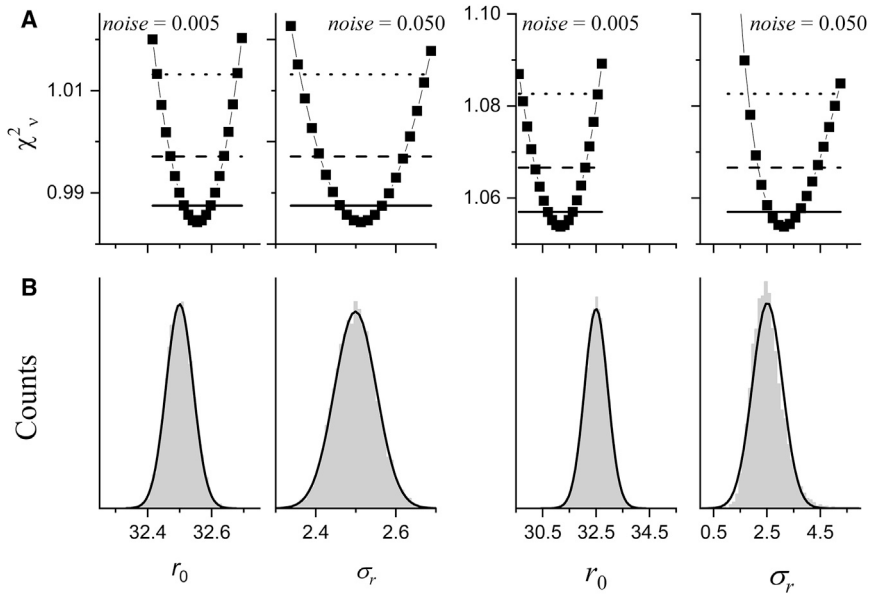 A
noise = 0.005
noise = 0.050
noise = 0.005
noise = 0.050
1.10
1.01
1.08
χ²ᵥ
0.99
1.06
B
Counts
32.4 32.6
2.4 2.6
30.5 32.5 34.5
0.5 2.5 4.5
r₀
σᵣ
r₀
σᵣ